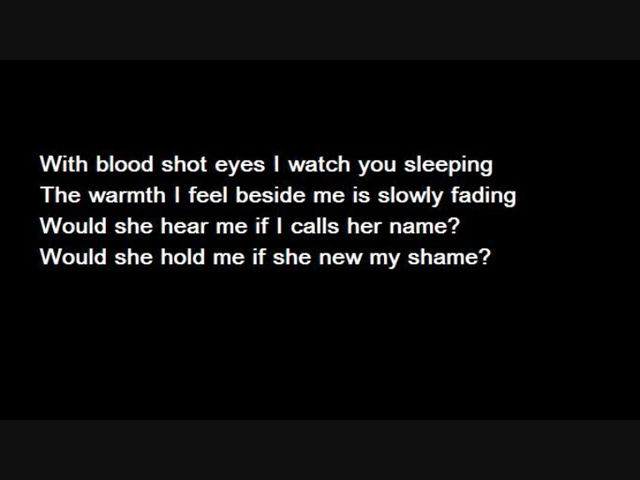 With blood shot eyes I watch you sleeping
The warmth I feel beside me is slowly fading
Would she hear me if I calls her name?
Would she hold me if she new my shame?